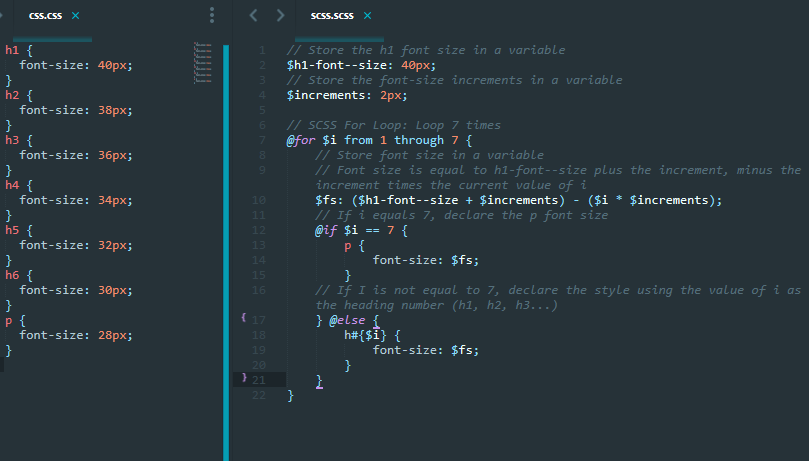 css.css ×
h1 {
font-size: 40px;
}
h2 {
font-size: 38px;
}
h3 {
font-size: 36px;
}
h4 {
font-size: 34px;
}
h5 {
font-size: 32px;
}
h6 {
font-size: 30px;
}
p {
font-size: 28px;
}
scss.scss ×
1 // Store the h1 font size in a variable
2 $h1-font--size: 40px;
3 // Store the font-size increments in a variable
4 $increments: 2px;
5
6 // SCSS For Loop: Loop 7 times
7 @for $i from 1 through 7 {
8 // Store font size in a variable
9 // Font size is equal to h1-font--size plus the increment, minus the
increment times the current value of i
10 $fs: ($h1-font--size + $increments) - ($i * $increments);
11 // If i equals 7, declare the p font size
12 @if $i == 7 {
13 p {
14 font-size: $fs;
15 }
16 // If I is not equal to 7, declare the style using the value of i as
the heading number (h1, h2, h3...)
{ 17 } @else {
18 h#{$i} {
19 font-size: $fs;
20 }
} 21 }
22 }